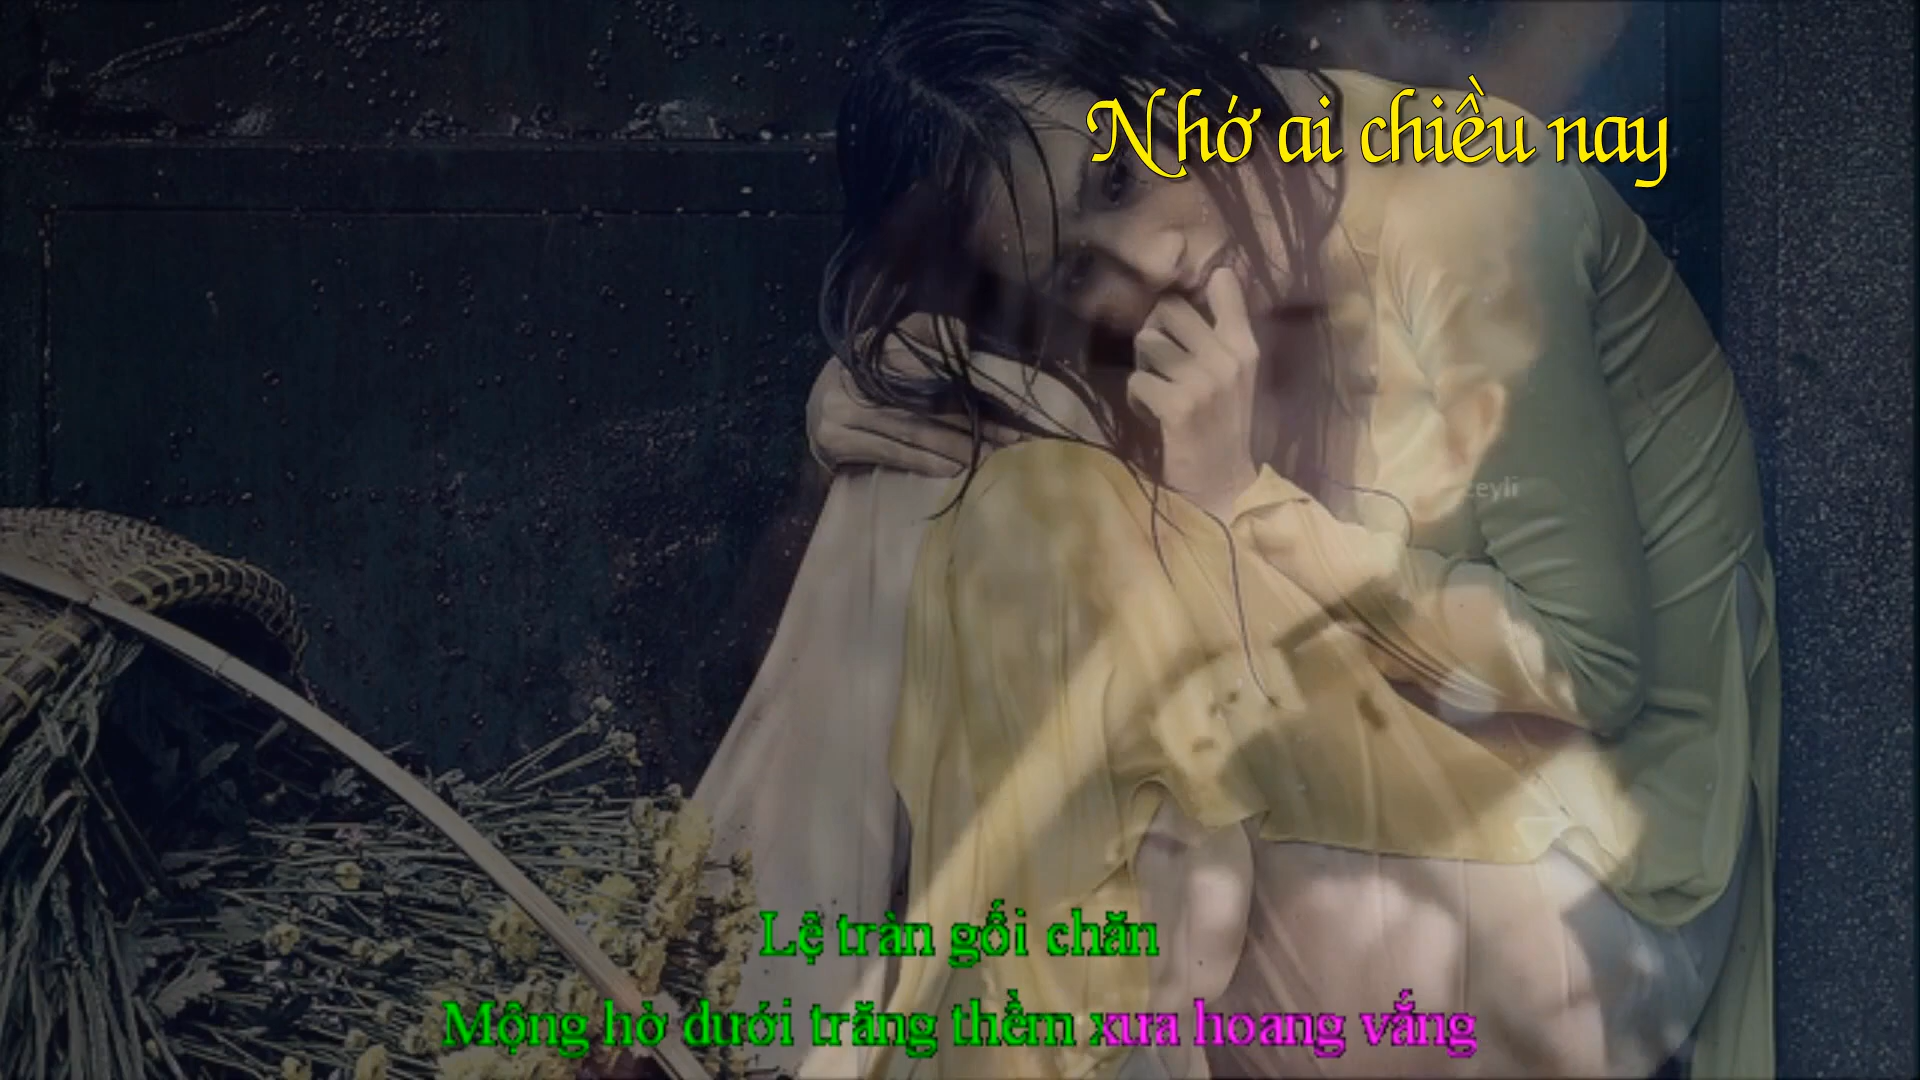 Nhớ ai chiều nay
Lệ tràn gối chăn
Mộng hờ dưới trăng thềm xưa hoang vắng